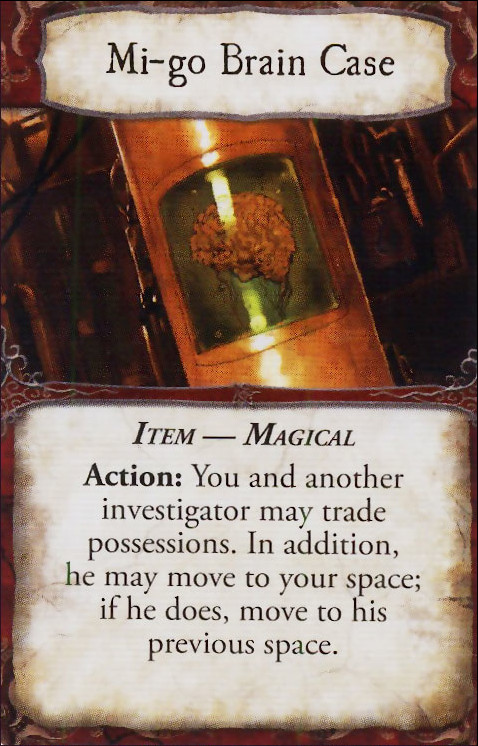 Mi-go Brain Case
Item — Magical
Action: You and another
investigator may trade
possessions. In addition,
he may move to your space;
if he does, move to his
previous space.